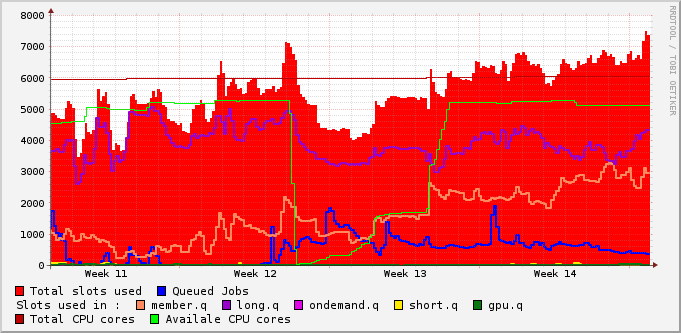 8000
7000
6000
5000
4000
3000
2000
1000
0
Week 11 Week 12 Week 13 Week 14
Total slots used Queued Jobs
Slots used in : member.q long.q ondemand.q short.q gpu.q
Total CPU cores Availale CPU cores
RRDTOOL / TOBI OETIKER